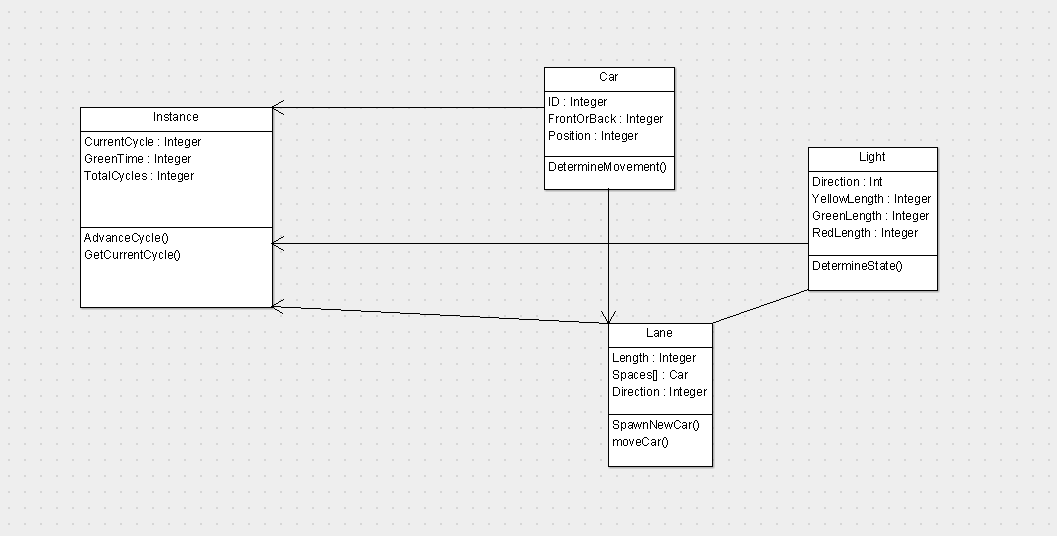 Instance
CurrentCycle : Integer
GreenTime : Integer
TotalCycles : Integer
AdvanceCycle()
GetCurrentCycle()
Car
ID : Integer
FrontOrBack : Integer
Position : Integer
DetermineMovement()
Light
Direction : Int
YellowLength : Integer
GreenLength : Integer
RedLength : Integer
DetermineState()
Lane
Length : Integer
Spaces[] : Car
Direction : Integer
SpawnNewCar()
moveCar()